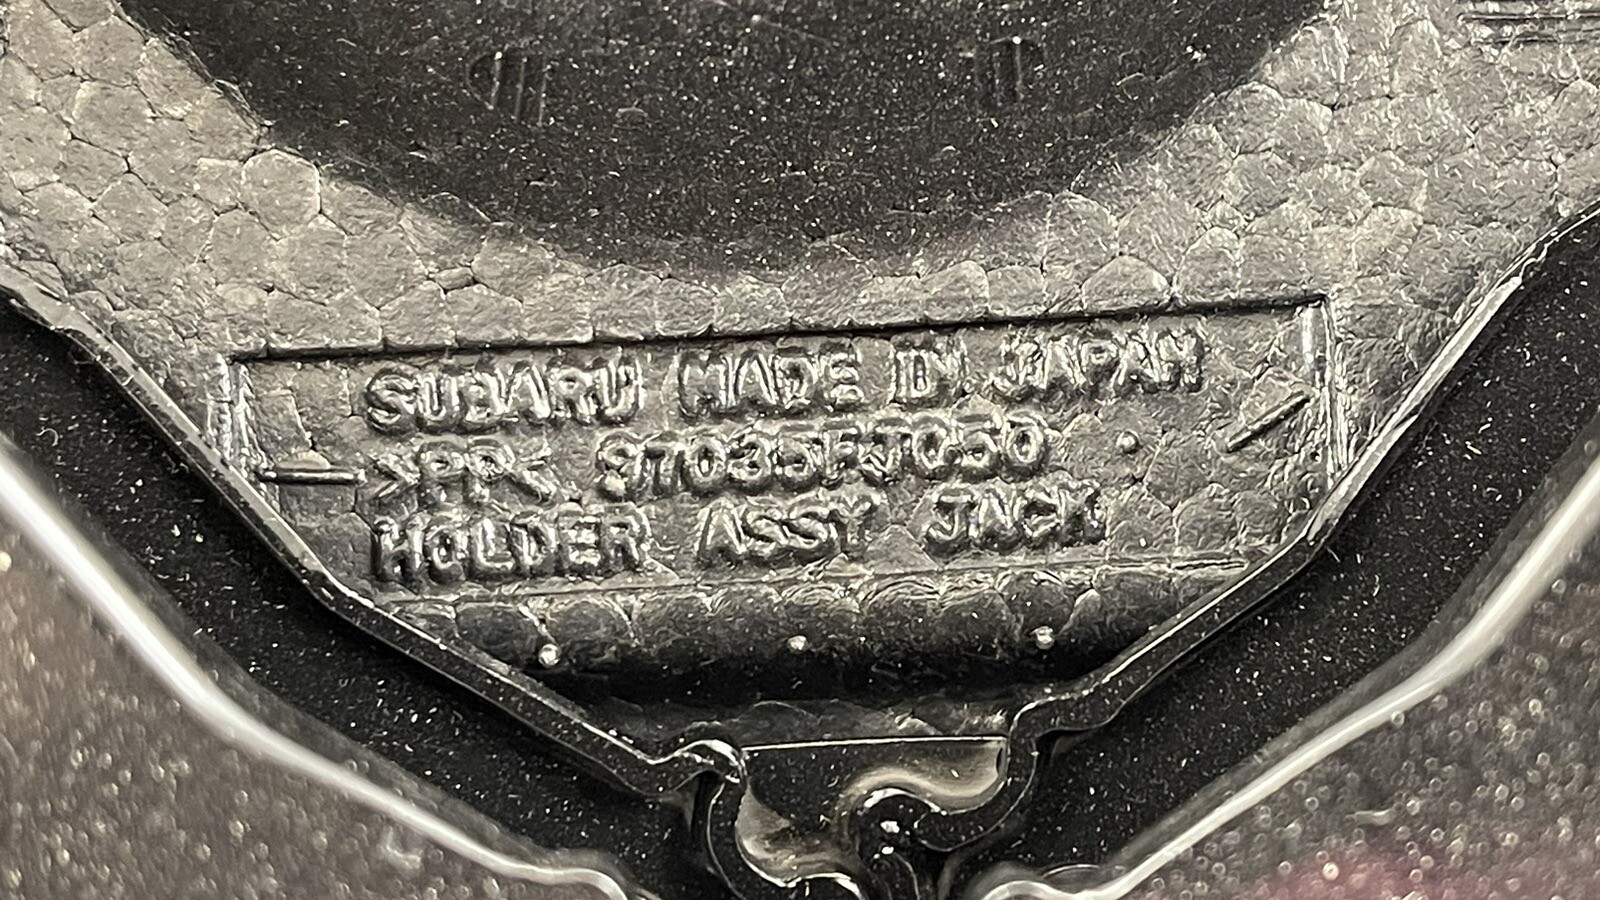 SUBARU MADE IN JAPAN
>PP< 97035FJ050
HOLDER ASSY JACK